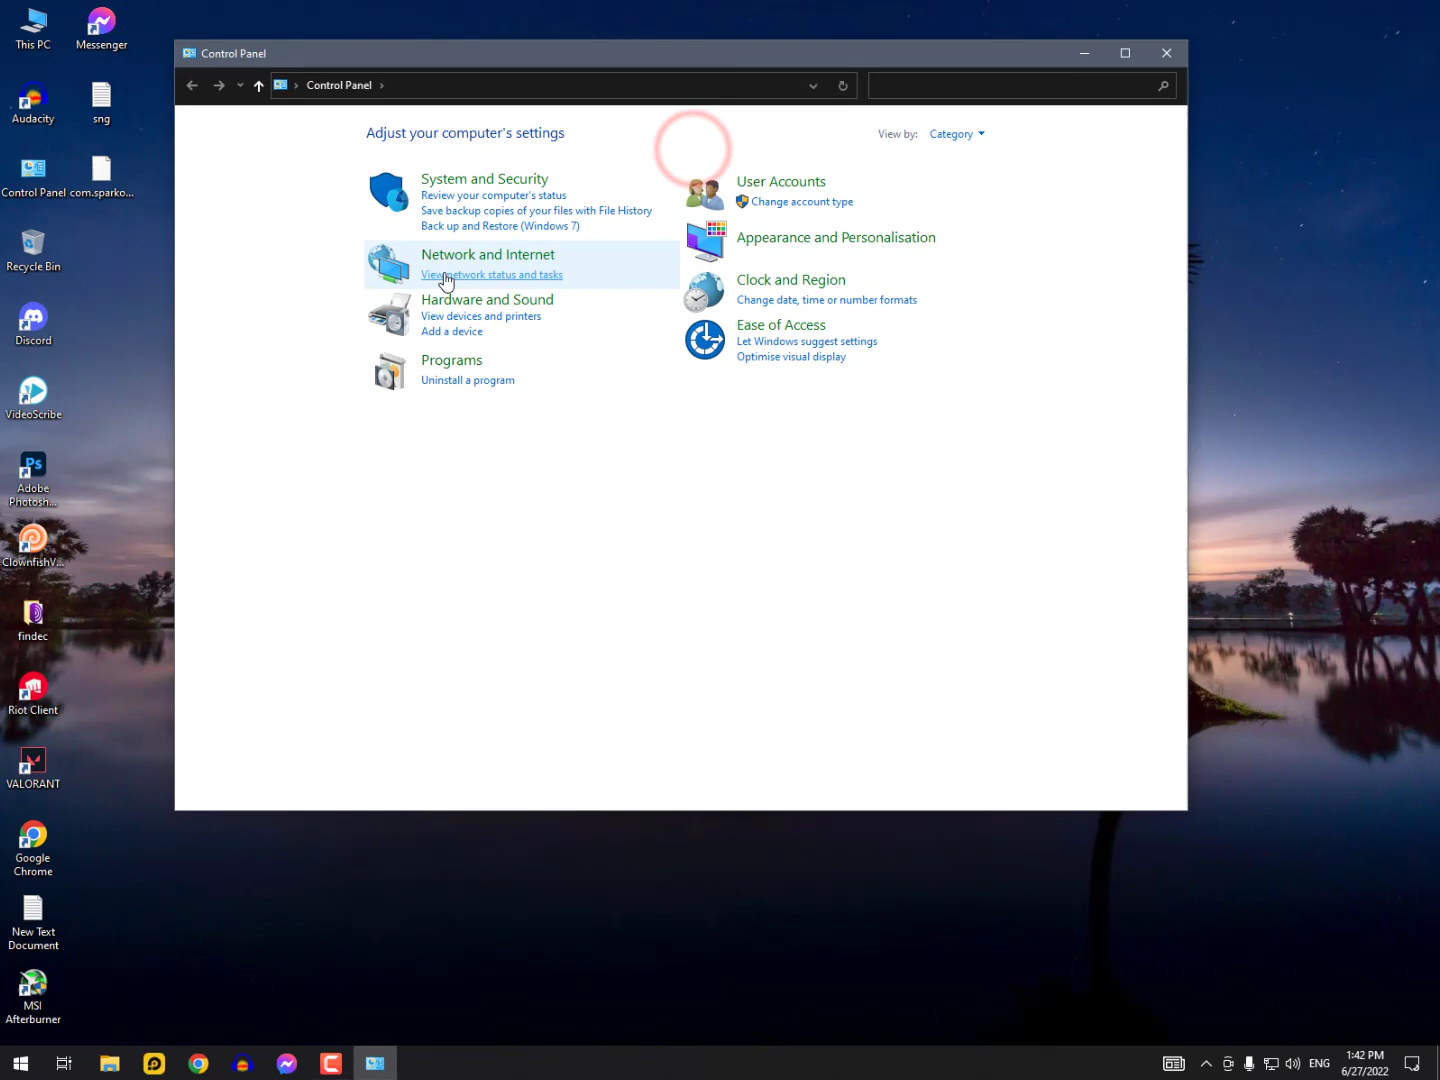 This PC
Messenger
Audacity
sng
Control Panel
com.sparko...
Recycle Bin
Discord
VideoScribe
Ps
Adobe
Photosh...
ClownfishV...
findec
Riot Client
VALORANT
Google
Chrome
New Text
Document
MSI
Afterburner
Control Panel
Control Panel
Adjust your computer's settings
View by: Category
System and Security
Review your computer's status
Save backup copies of your files with File History
Back up and Restore (Windows 7)
Network and Internet
View network status and tasks
Hardware and Sound
View devices and printers
Add a device
Programs
Uninstall a program
User Accounts
Change account type
Appearance and Personalisation
Clock and Region
Change date, time or number formats
Ease of Access
Let Windows suggest settings
Optimise visual display
ENG
1:42 PM
6/27/2022